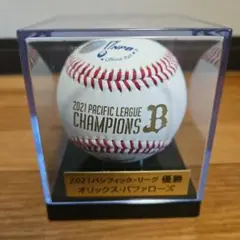 2021 PACIFIC LEAGUE
CHAMPIONS B
2021パシフィック・リーグ 優勝
オリックス・バファローズ